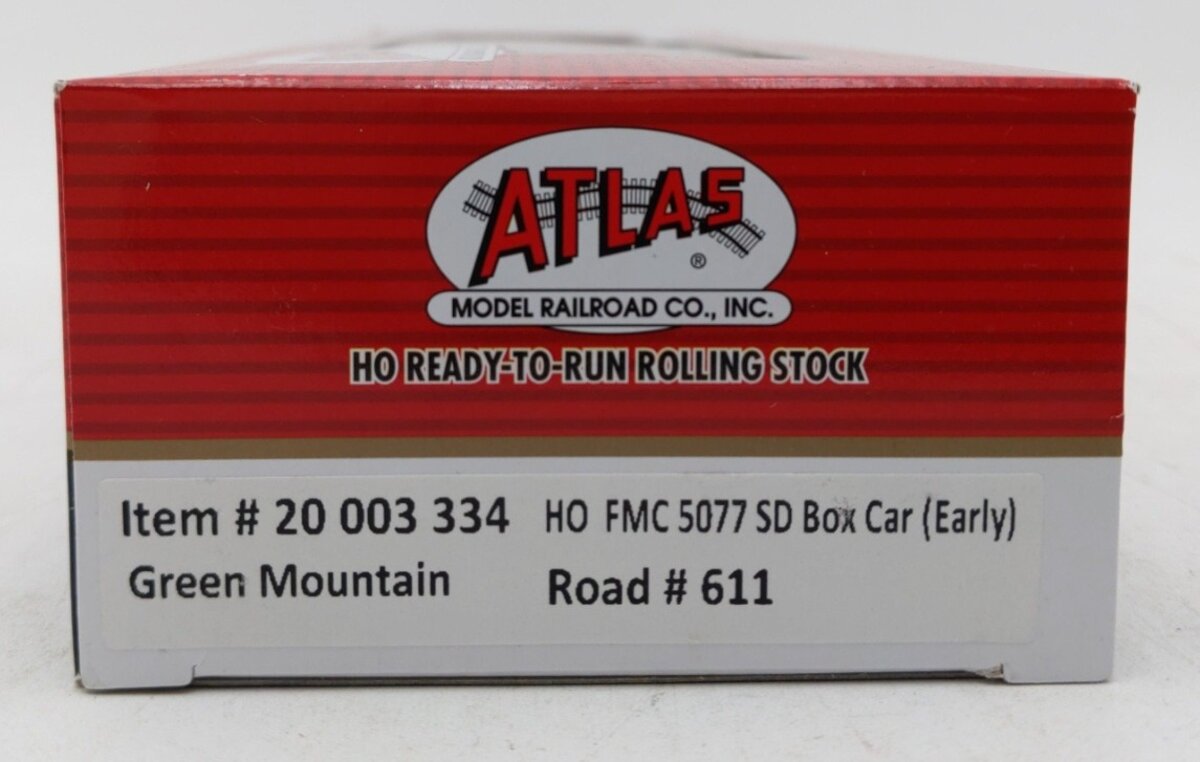 ATLAS
®
MODEL RAILROAD CO., INC.
HO READY-TO-RUN ROLLING STOCK
Item # 20 003 334 HO FMC 5077 SD Box Car (Early)
Green Mountain Road # 611